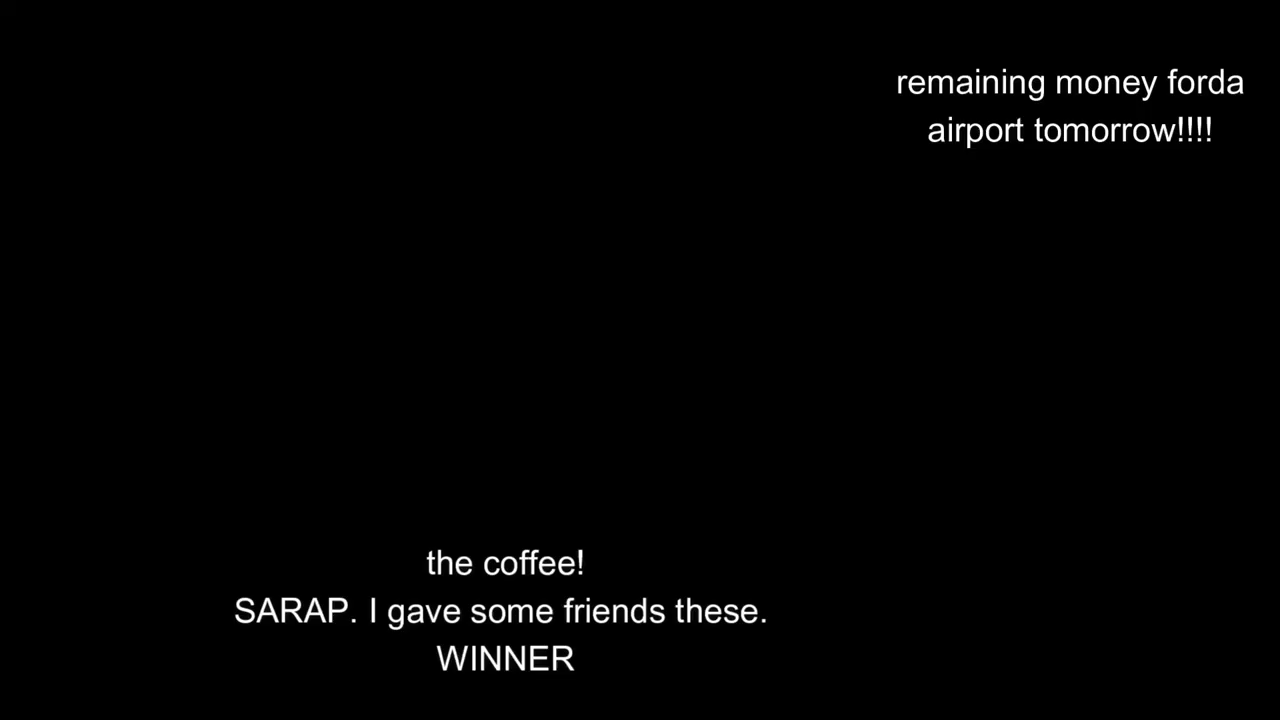 remaining money forda
airport tomorrow!!!!
the coffee!
SARAP. I gave some friends these.
WINNER